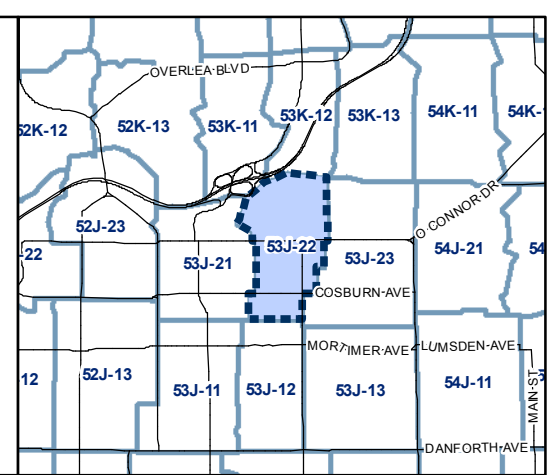 OVERLEA BLVD
52K-12
52K-13
53K-11
53K-12
53K-13
54K-11
54K-
52J-23
-22
53J-21
53J-22
53J-23
O CONNOR DR
54J-21
54
COSBURN AVE
MORTIMER AVE
LUMSDEN AVE
12
52J-13
53J-11
53J-12
53J-13
54J-11
MAIN ST
DANFORTH AVE